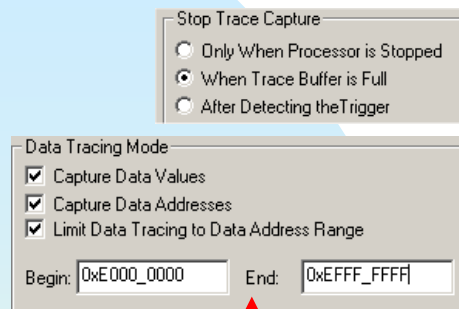 Stop Trace Capture
Only When Processor is Stopped
When Trace Buffer is Full
After Detecting theTrigger
Data Tracing Mode
Capture Data Values
Capture Data Addresses
Limit Data Tracing to Data Address Range
Begin: 0xE000_0000 End: 0xEFFF_FFFF